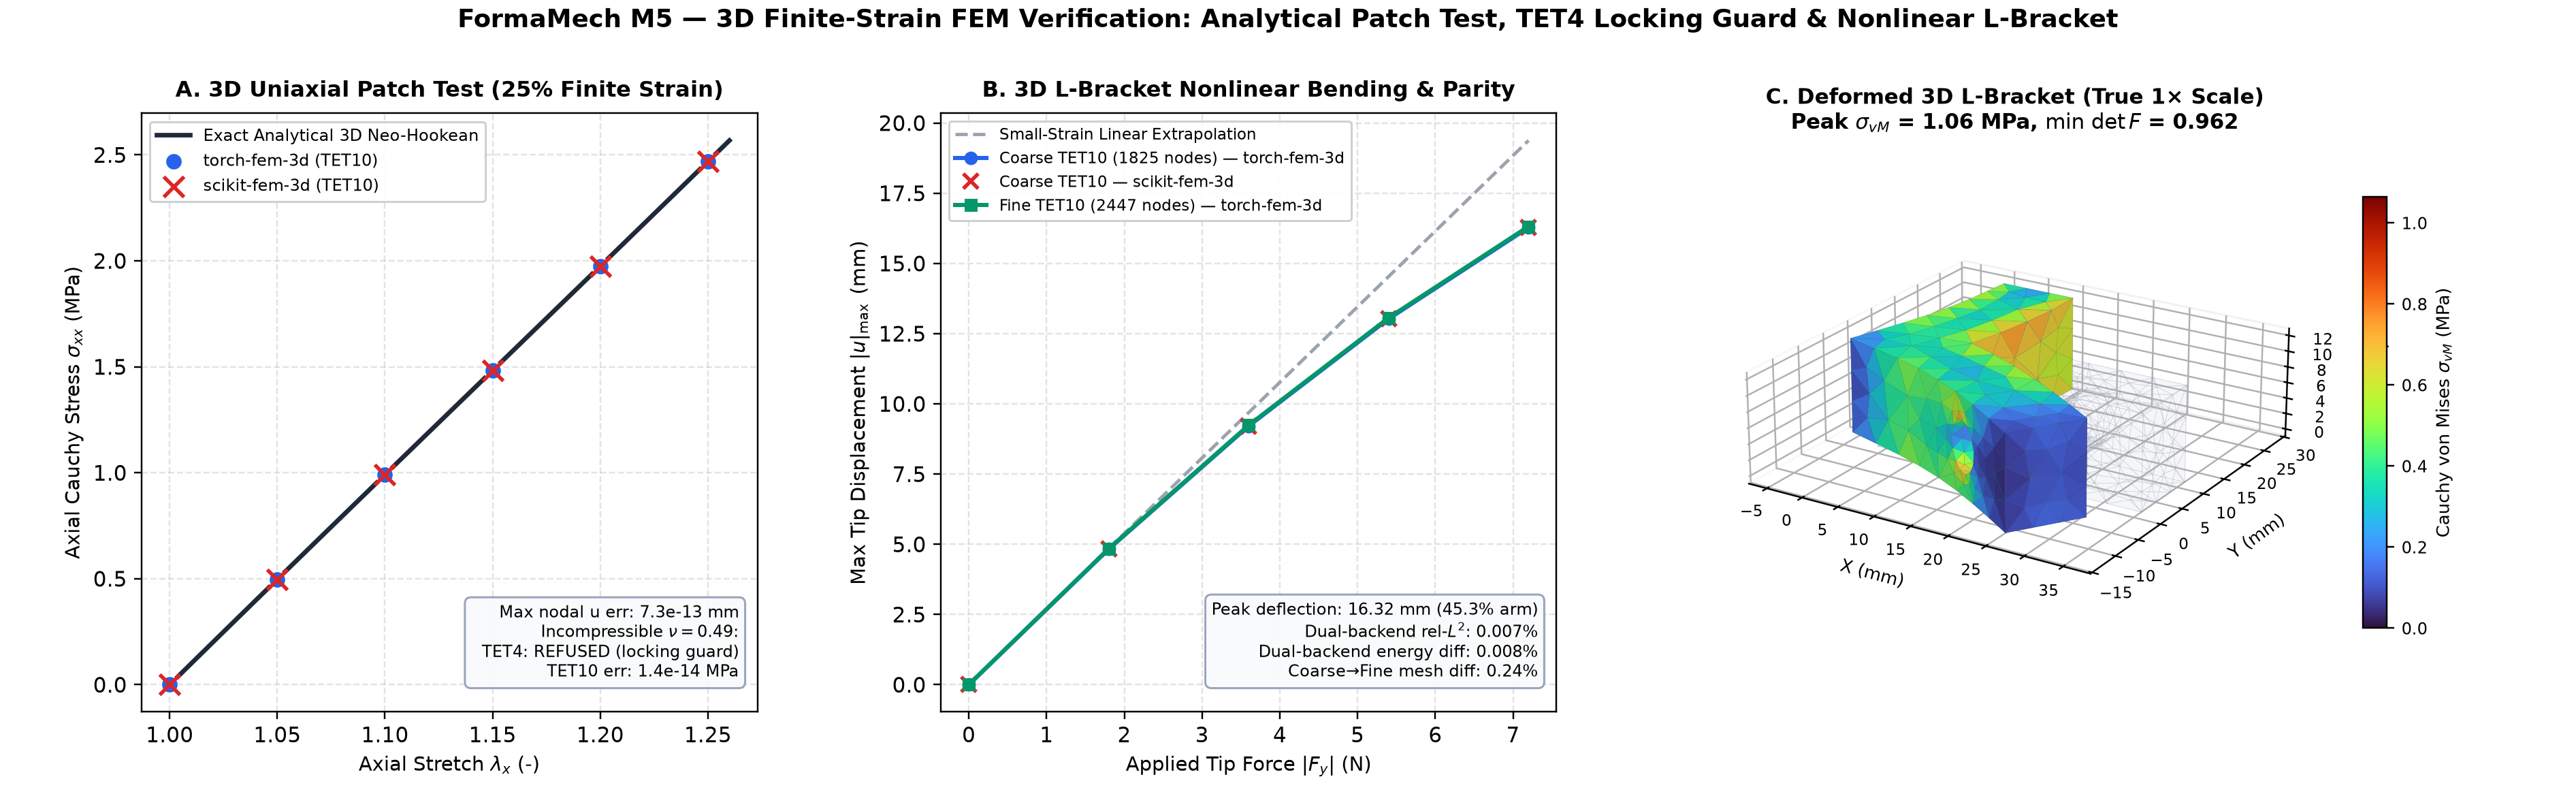 FormaMech M5 — 3D Finite-Strain FEM Verification: Analytical Patch Test, TET4 Locking Guard & Nonlinear L-Bracket
A. 3D Uniaxial Patch Test (25% Finite Strain)
Exact Analytical 3D Neo-Hookean
torch-fem-3d (TET10)
scikit-fem-3d (TET10)
Axial Cauchy Stress σxx (MPa)
2.5
2.0
1.5
1.0
0.5
0.0
Max nodal u err: 7.3e-13 mm
Incompressible ν = 0.49:
TET4: REFUSED (locking guard)
TET10 err: 1.4e-14 MPa
1.00 1.05 1.10 1.15 1.20 1.25
Axial Stretch λx (-)
B. 3D L-Bracket Nonlinear Bending & Parity
Small-Strain Linear Extrapolation
Coarse TET10 (1825 nodes) — torch-fem-3d
Coarse TET10 — scikit-fem-3d
Fine TET10 (2447 nodes) — torch-fem-3d
Max Tip Displacement |u|max (mm)
20.0
17.5
15.0
12.5
10.0
7.5
5.0
2.5
0.0
Peak deflection: 16.32 mm (45.3% arm)
Dual-backend rel-L²: 0.007%
Dual-backend energy diff: 0.008%
Coarse→Fine mesh diff: 0.24%
0 1 2 3 4 5 6 7
Applied Tip Force |Fy| (N)
C. Deformed 3D L-Bracket (True 1× Scale)
Peak σvM = 1.06 MPa, min det F = 0.962
12
10
8
6
4
2
0
−5 0 5 10 15 20 25 30 35
X (mm)
−15 −10 −5 0 5 10 15 20 25 30
Y (mm)
1.0
0.8
0.6
0.4
0.2
0.0
Cauchy von Mises σvM (MPa)